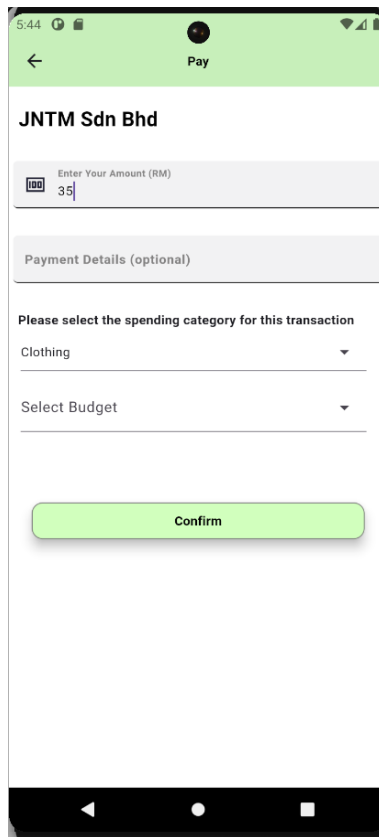 5:44
Pay
JNTM Sdn Bhd
Enter Your Amount (RM)
35
Payment Details (optional)
Please select the spending category for this transaction
Clothing
Select Budget
Confirm